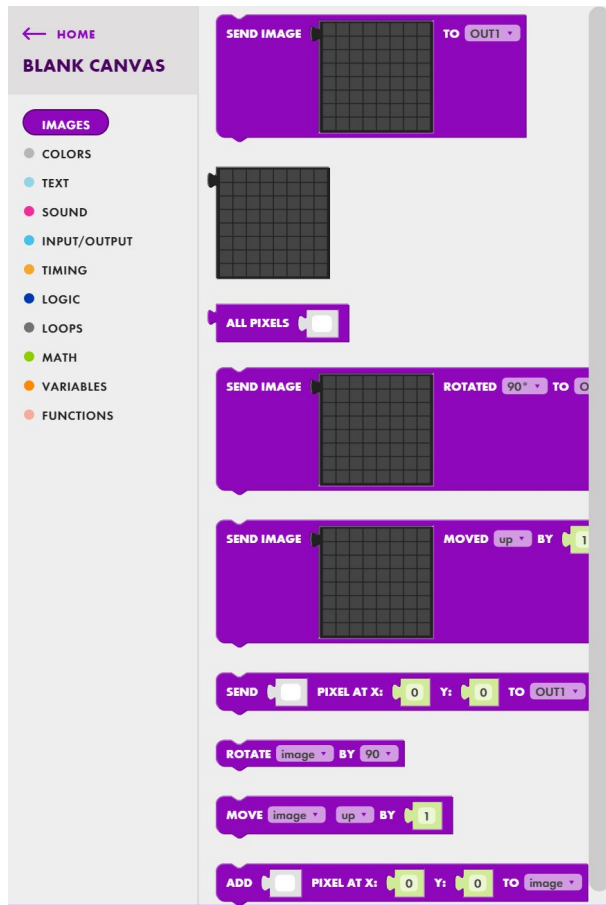 ← HOME
BLANK CANVAS
IMAGES
COLORS
TEXT
SOUND
INPUT/OUTPUT
TIMING
LOGIC
LOOPS
MATH
VARIABLES
FUNCTIONS
SEND IMAGE TO OUT1
ALL PIXELS
SEND IMAGE ROTATED 90° TO O
SEND IMAGE MOVED up BY 1
SEND PIXEL AT X: 0 Y: 0 TO OUT1
ROTATE image BY 90
MOVE image up BY 1
ADD PIXEL AT X: 0 Y: 0 TO image